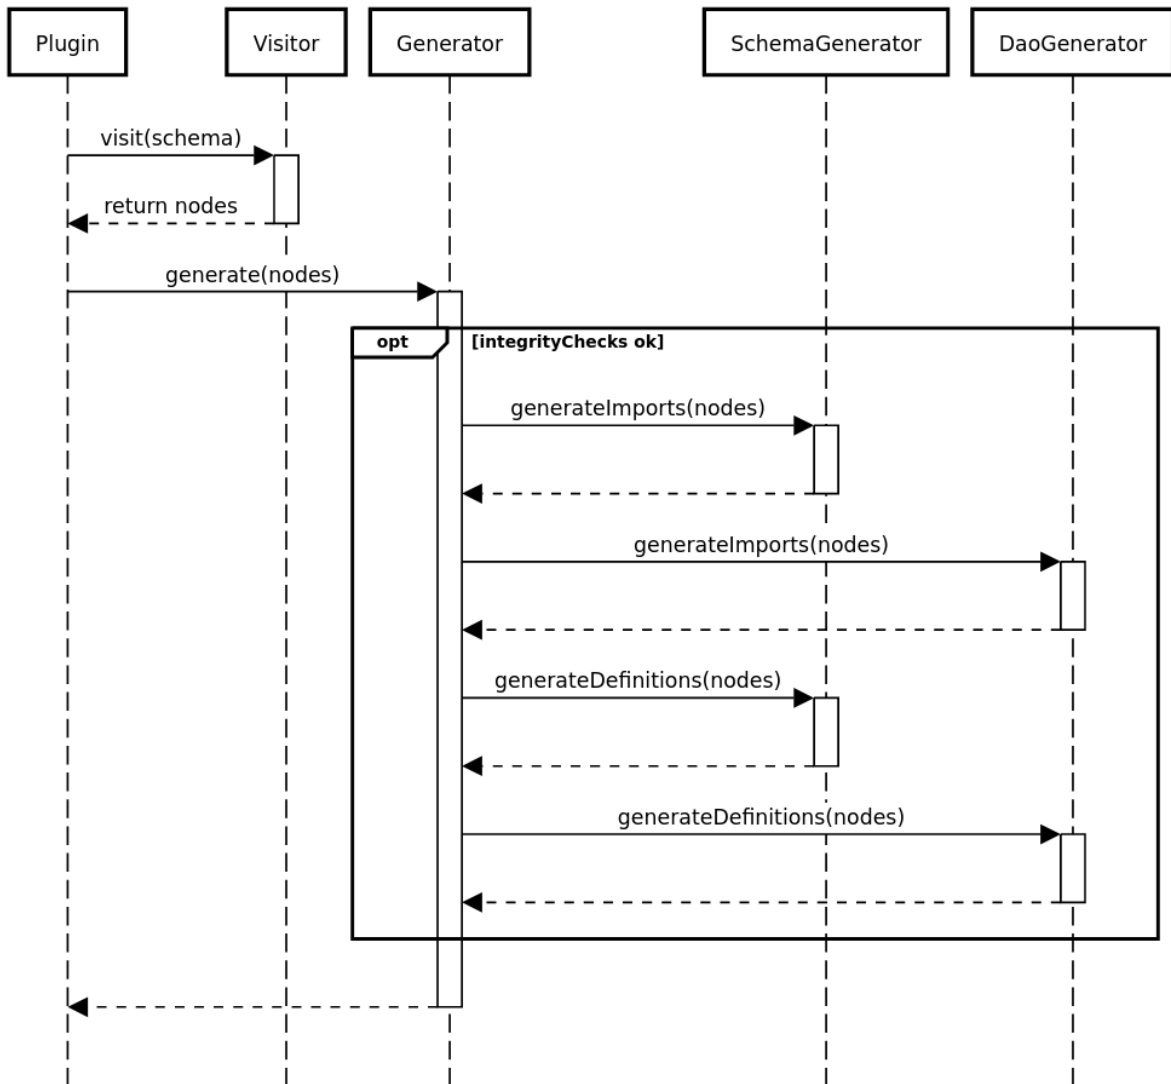 Plugin
Visitor
Generator
SchemaGenerator
DaoGenerator
visit(schema)
return nodes
generate(nodes)
opt
[integrityChecks ok]
generateImports(nodes)
generateImports(nodes)
generateDefinitions(nodes)
generateDefinitions(nodes)